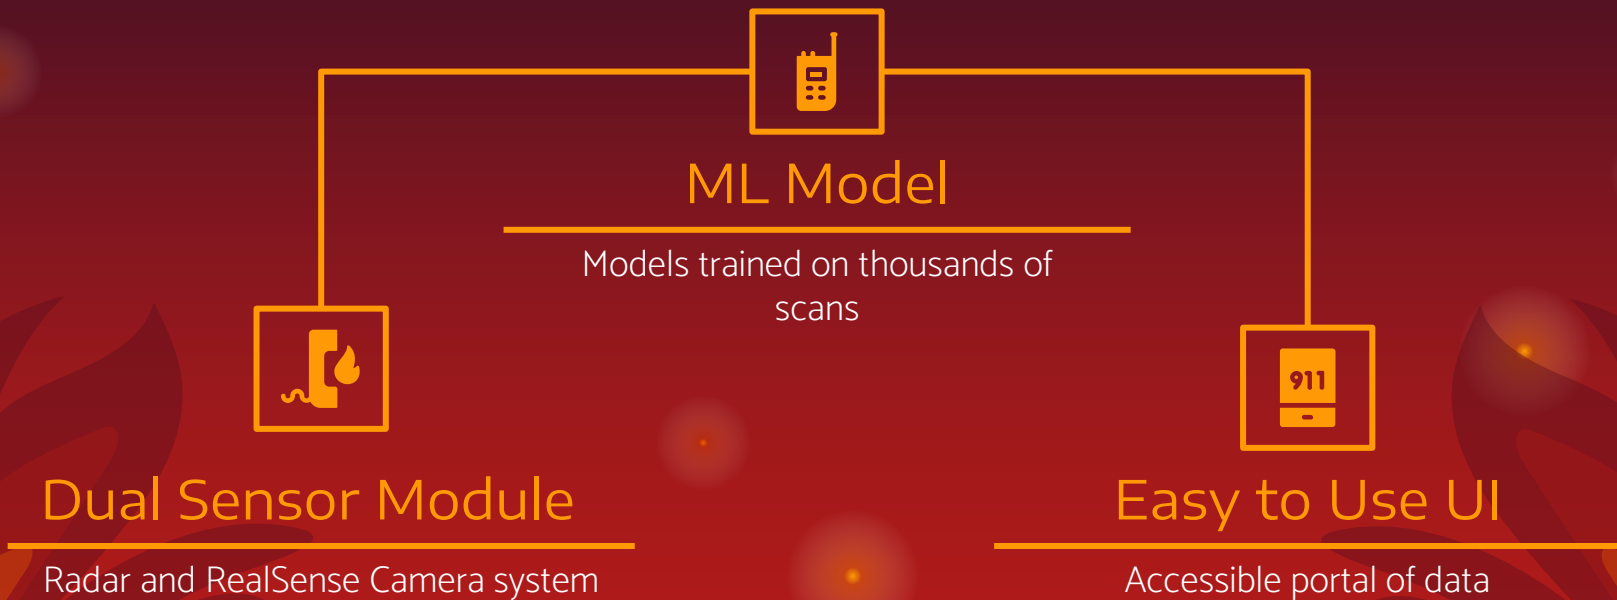 ML Model
Models trained on thousands of
scans
911
Dual Sensor Module
Easy to Use UI
Radar and RealSense Camera system
Accessible portal of data